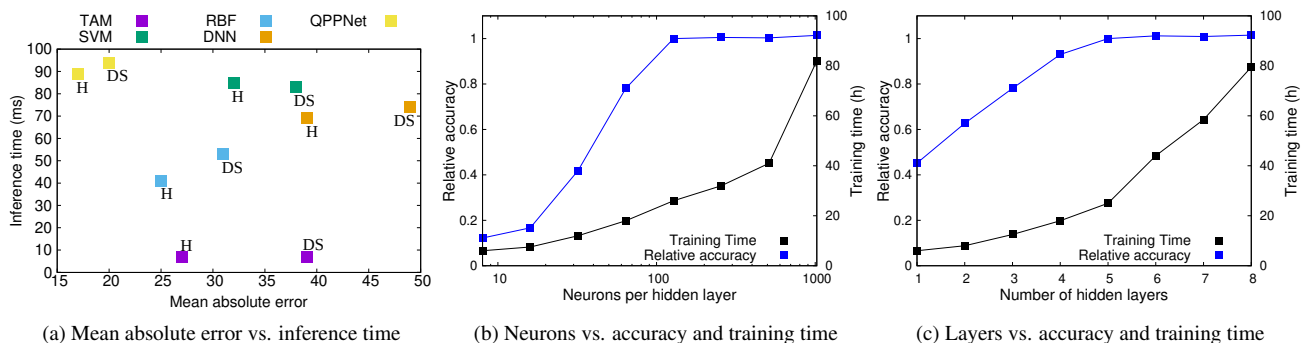 TAM
SVM
RBF
DNN
QPPNet
100
90
80
70
60
50
40
30
20
10
0
Inference time (ms)
H
DS
H
DS
H
DS
H
DS
H
DS
15 20 25 30 35 40 45 50
Mean absolute error
(a) Mean absolute error vs. inference time
1
0.8
0.6
0.4
0.2
0
Relative accuracy
100
80
60
40
20
0
Training time (h)
Training Time
Relative accuracy
10 100 1000
Neurons per hidden layer
(b) Neurons vs. accuracy and training time
1
0.8
0.6
0.4
0.2
0
Relative accuracy
100
80
60
40
20
0
Training time (h)
Training Time
Relative accuracy
1 2 3 4 5 6 7 8
Number of hidden layers
(c) Layers vs. accuracy and training time